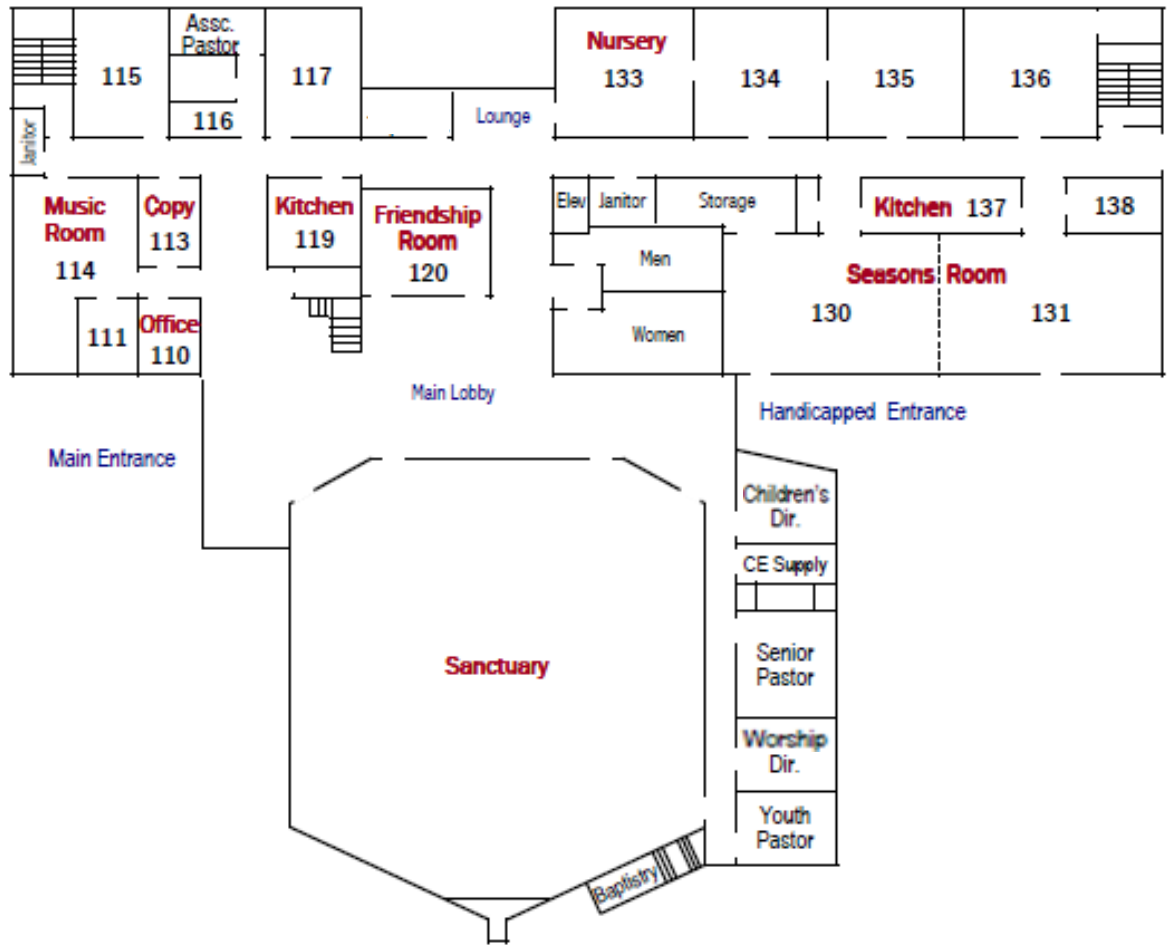 Assc.
Pastor
115
116
117
Nursery
133
134
135
136
Lounge
Janitor
Music
Room
114
Copy
113
Kitchen
119
Friendship
Room
120
Elev
Janitor
Storage
Kitchen 137
138
Men
Women
Seasons Room
130
131
111
Office
110
Main Lobby
Handicapped Entrance
Main Entrance
Children's
Dir.
CE Supply
Senior
Pastor
Worship
Dir.
Youth
Pastor
Sanctuary
Baptistry